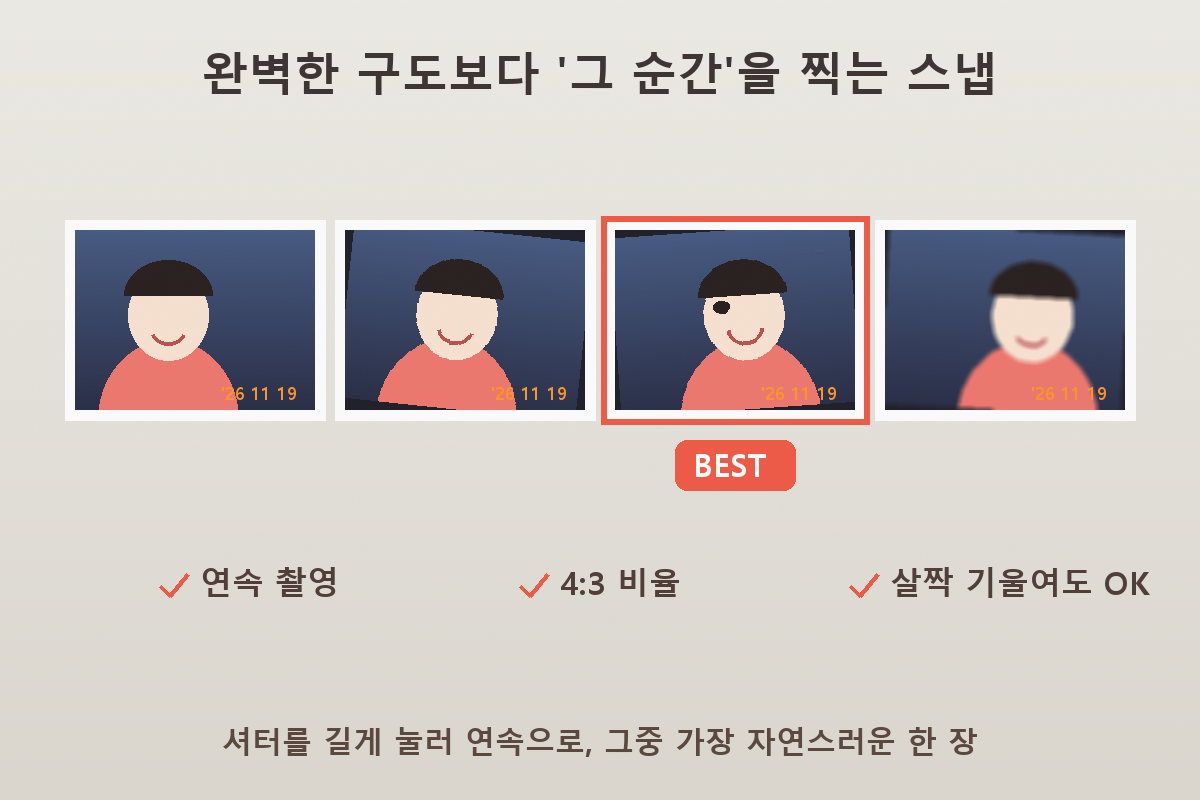 완벽한 구도보다 '그 순간'을 찍는 스냅
'26 11 19
'26 11 19
'26 11 19
'26 11 19
BEST
연속 촬영
4:3 비율
살짝 기울여도 OK
셔터를 길게 눌러 연속으로, 그중 가장 자연스러운 한 장